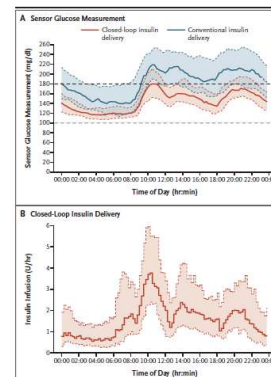 A Sensor Glucose Measurement
Closed-loop insulin delivery
Conventional insulin delivery
Sensor Glucose Measurement (mg/dl)
260
240
220
200
180
160
140
120
100
80
60
40
20
0
00:00 02:00 04:00 06:00 08:00 10:00 12:00 14:00 16:00 18:00 20:00 22:00 00:00
Time of Day (hr:min)
B Closed-Loop Insulin Delivery
Insulin Infusion (U/hr)
6
5
4
3
2
1
0
00:00 02:00 04:00 06:00 08:00 10:00 12:00 14:00 16:00 18:00 20:00 22:00 00:00
Time of Day (hr:min)